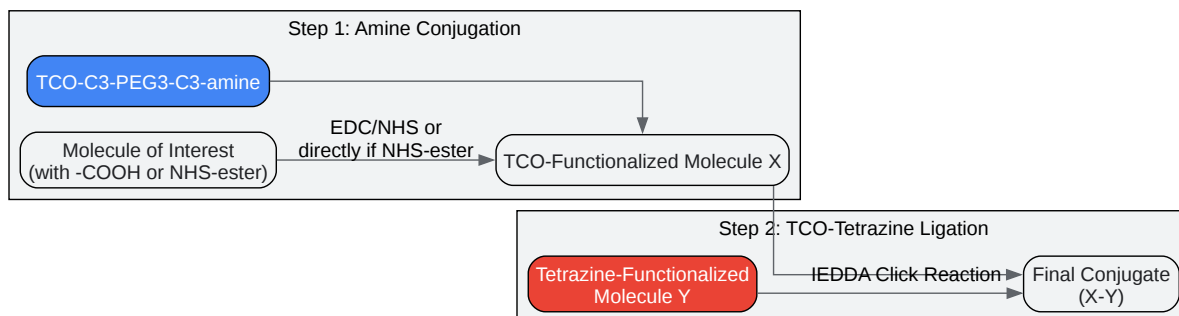 Step 1: Amine Conjugation
TCO-C3-PEG3-C3-amine
Molecule of Interest
(with -COOH or NHS-ester)
EDC/NHS or
directly if NHS-ester
TCO-Functionalized Molecule X
Step 2: TCO-Tetrazine Ligation
Tetrazine-Functionalized
Molecule Y
IEDDA Click Reaction
Final Conjugate
(X-Y)